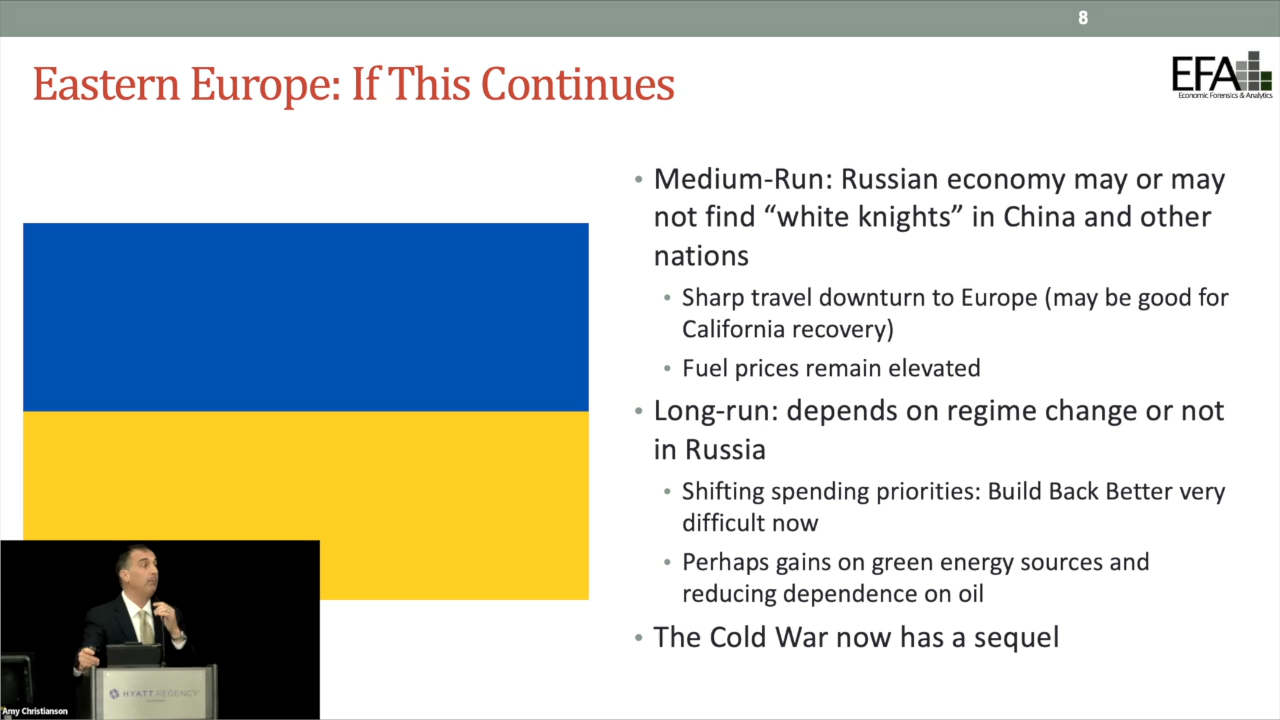 8
Eastern Europe: If This Continues
EFA
Economic Forensics & Analytics
• Medium-Run: Russian economy may or may
not find “white knights” in China and other
nations
• Sharp travel downturn to Europe (may be good for
California recovery)
• Fuel prices remain elevated
• Long-run: depends on regime change or not
in Russia
• Shifting spending priorities: Build Back Better very
difficult now
• Perhaps gains on green energy sources and
reducing dependence on oil
• The Cold War now has a sequel
HYATT REGENCY
Amy Christianson